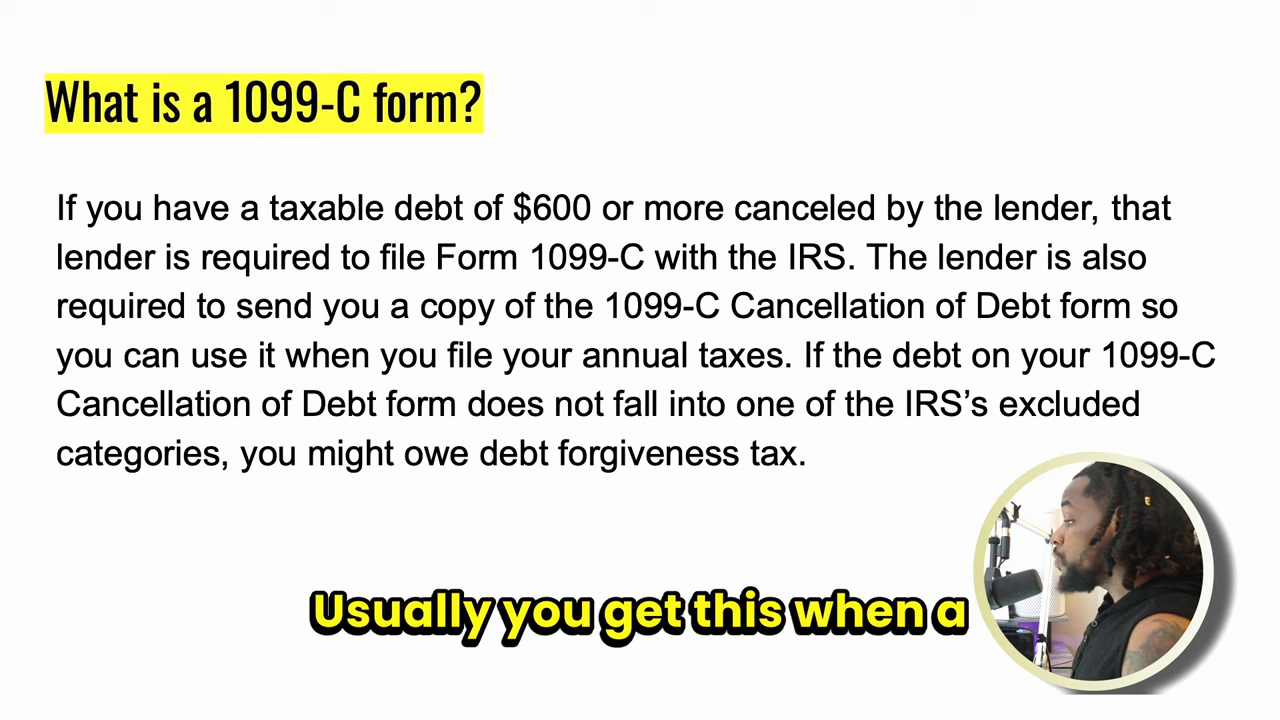 What is a 1099-C form?
If you have a taxable debt of $600 or more canceled by the lender, that
lender is required to file Form 1099-C with the IRS. The lender is also
required to send you a copy of the 1099-C Cancellation of Debt form so
you can use it when you file your annual taxes. If the debt on your 1099-C
Cancellation of Debt form does not fall into one of the IRS’s excluded
categories, you might owe debt forgiveness tax.
Usually you get this when a